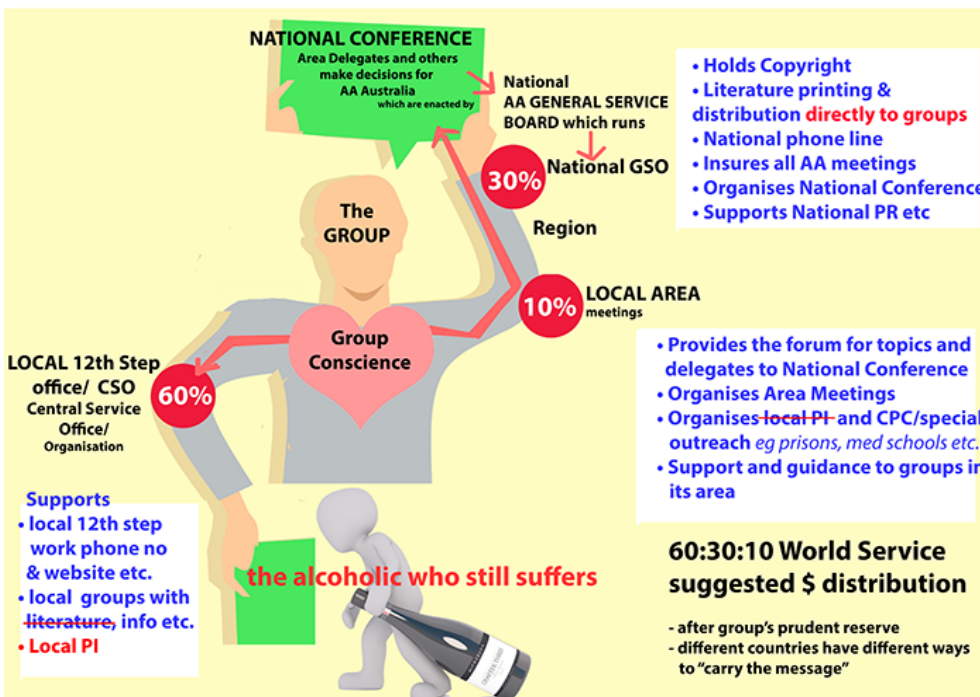 NATIONAL CONFERENCE
Area Delegates and others
make decisions for
AA Australia
which are enacted by
National
AA GENERAL SERVICE
BOARD which runs
30%
National GSO
Region
• Holds Copyright
• Literature printing &
distribution directly to groups
• National phone line
• Insures all AA meetings
• Organises National Conference
• Supports National PR etc
The
GROUP
10%
LOCAL AREA
meetings
Group
Conscience
LOCAL 12th Step
office/ CSO
Central Service
Office/
Organisation
60%
• Provides the forum for topics and
delegates to National Conference
• Organises Area Meetings
• Organises local PI and CPC/special
outreach eg prisons, med schools etc.
• Support and guidance to groups in
its area
Supports
• local 12th step
work phone no
& website etc.
• local groups with
literature, info etc.
• Local PI
the alcoholic who still suffers
60:30:10 World Service
suggested $ distribution
- after group's prudent reserve
- different countries have different ways
to "carry the message"